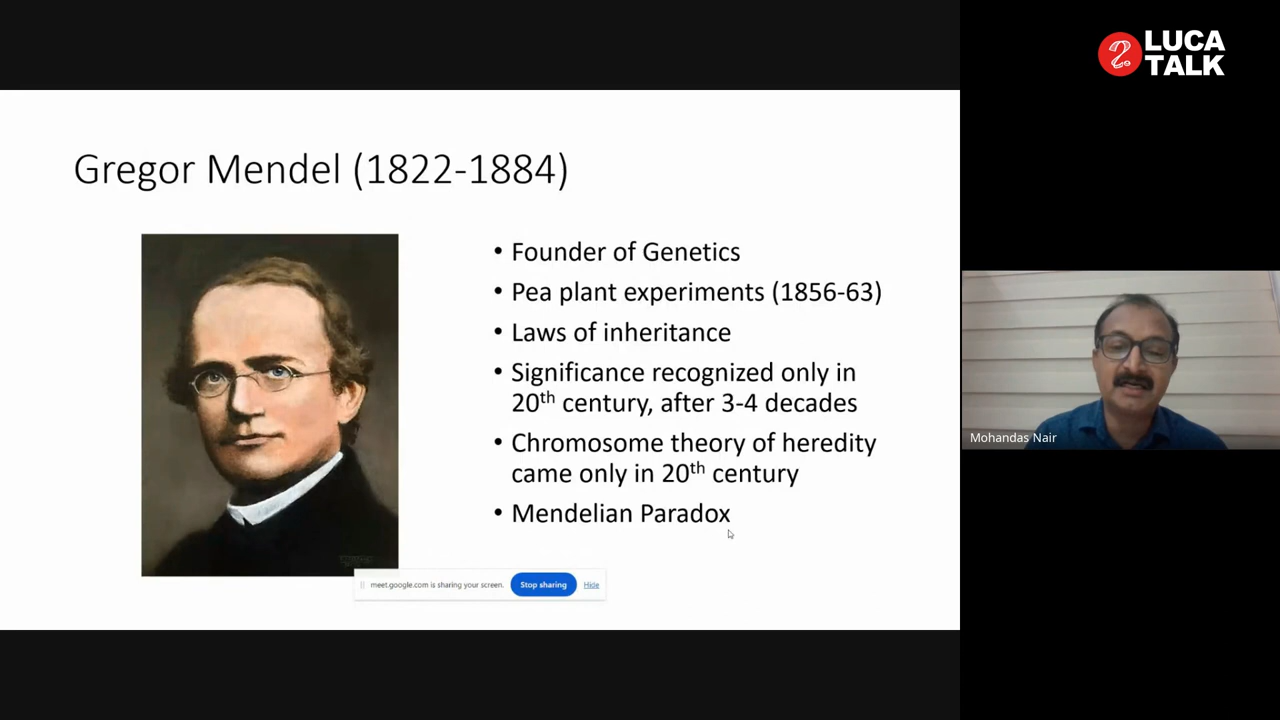 LUCA
TALK
Gregor Mendel (1822-1884)
• Founder of Genetics
• Pea plant experiments (1856-63)
• Laws of inheritance
• Significance recognized only in
20th century, after 3-4 decades
• Chromosome theory of heredity
came only in 20th century
• Mendelian Paradox
meet.google.com is sharing your screen. Stop sharing Hide
Mohandas Nair